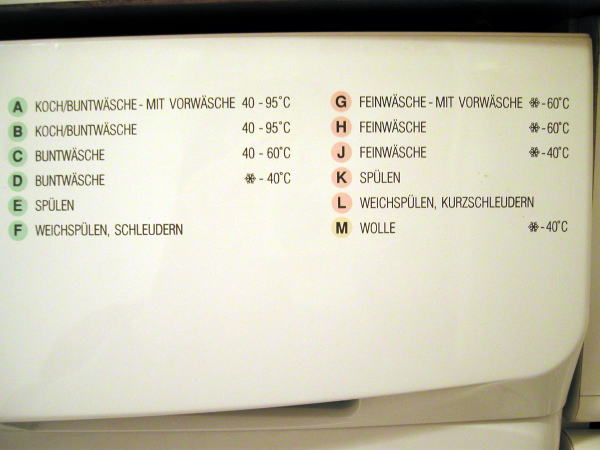 A KOCH/BUNTWÄSCHE - MIT VORWÄSCHE 40 - 95°C
B KOCH/BUNTWÄSCHE 40 - 95°C
C BUNTWÄSCHE 40 - 60°C
D BUNTWÄSCHE ❄ - 40°C
E SPÜLEN
F WEICHSPÜLEN, SCHLEUDERN
G FEINWÄSCHE - MIT VORWÄSCHE ❄ - 60°C
H FEINWÄSCHE ❄ - 60°C
J FEINWÄSCHE ❄ - 40°C
K SPÜLEN
L WEICHSPÜLEN, KURZSCHLEUDERN
M WOLLE ❄ - 40°C